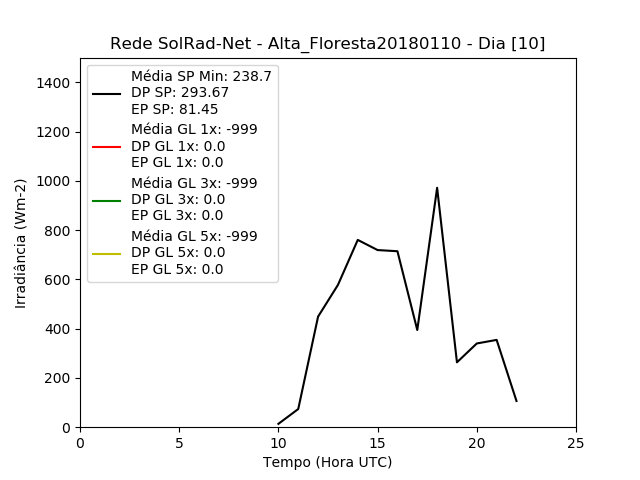 Rede SolRad-Net - Alta_Floresta20180110 - Dia [10]
Média SP Min: 238.7
DP SP: 293.67
EP SP: 81.45
Média GL 1x: -999
DP GL 1x: 0.0
EP GL 1x: 0.0
Média GL 3x: -999
DP GL 3x: 0.0
EP GL 3x: 0.0
Média GL 5x: -999
DP GL 5x: 0.0
EP GL 5x: 0.0
1400
1200
1000
800
600
400
200
0
Irradiância (Wm-2)
0 5 10 15 20 25
Tempo (Hora UTC)